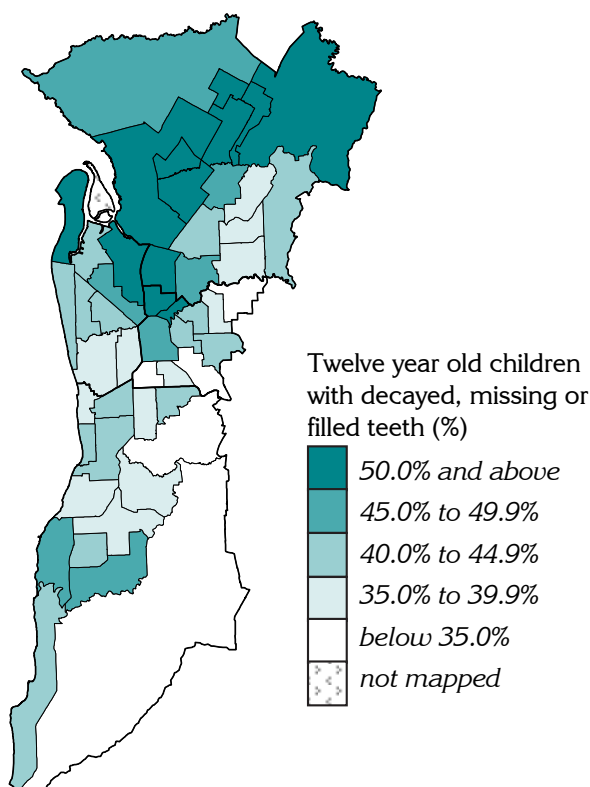 Twelve year old children
with decayed, missing or
filled teeth (%)
50.0% and above
45.0% to 49.9%
40.0% to 44.9%
35.0% to 39.9%
below 35.0%
not mapped